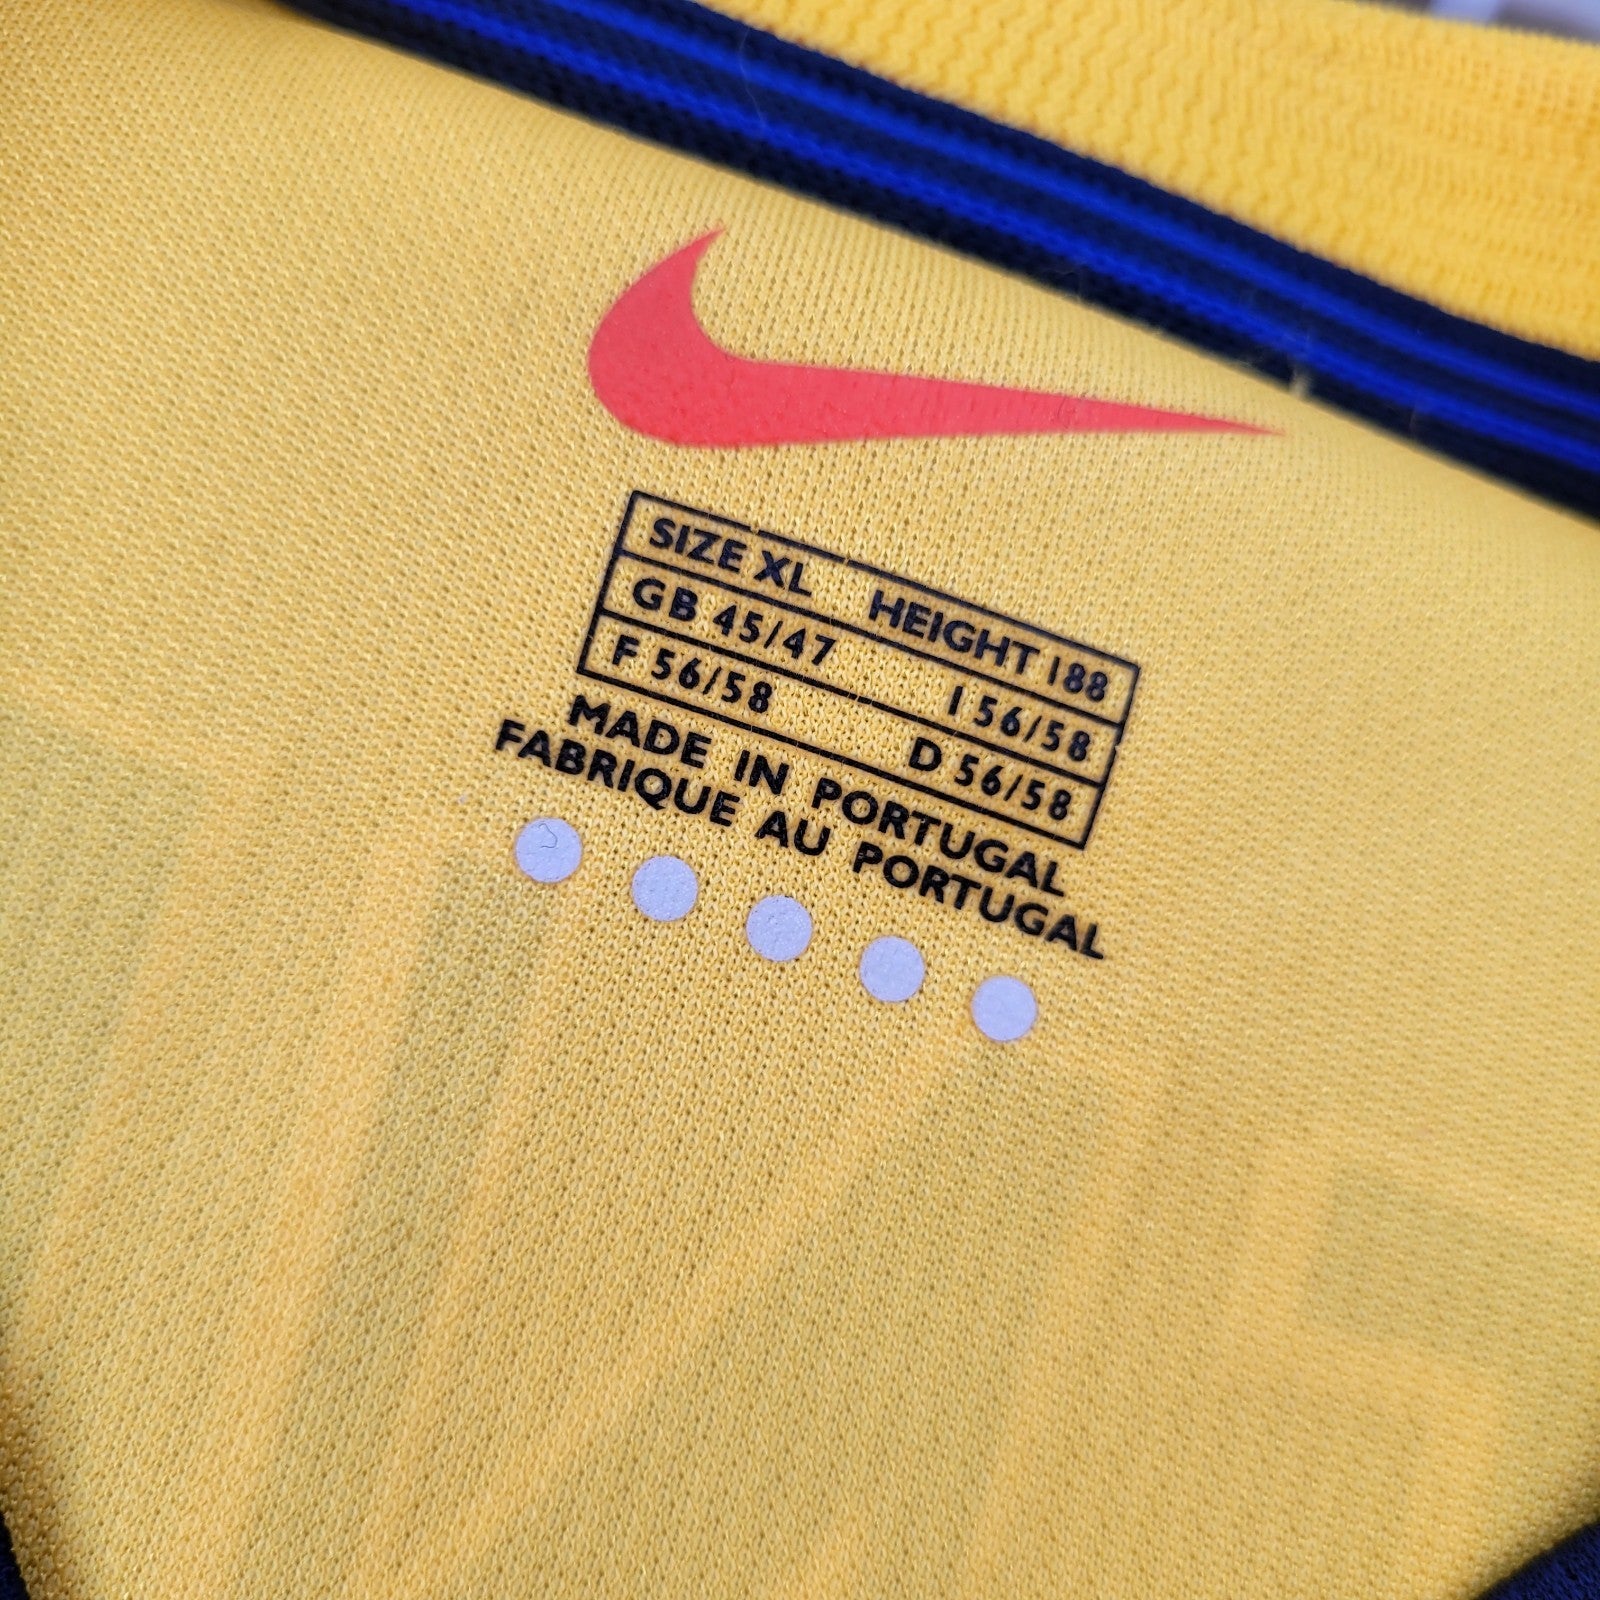 SIZE XL HEIGHT 188
GB 45/47 I 56/58
F 56/58 D 56/58
MADE IN PORTUGAL
FABRIQUE AU PORTUGAL